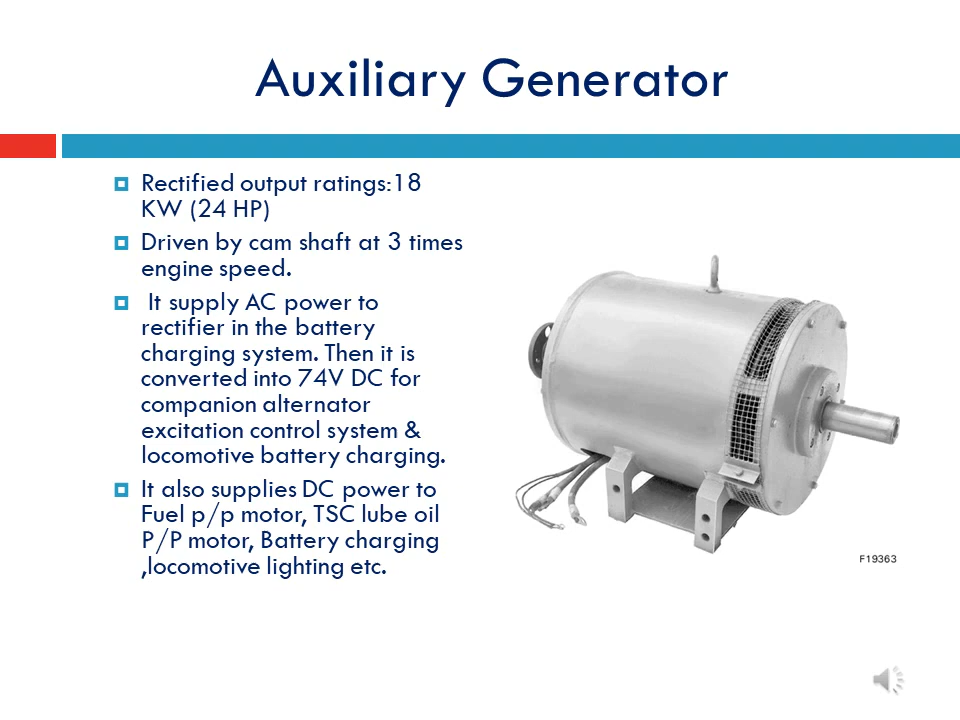 Auxiliary Generator
Rectified output ratings:18
KW (24 HP)
Driven by cam shaft at 3 times
engine speed.
It supply AC power to
rectifier in the battery
charging system. Then it is
converted into 74V DC for
companion alternator
excitation control system &
locomotive battery charging.
It also supplies DC power to
Fuel p/p motor, TSC lube oil
P/P motor, Battery charging
,locomotive lighting etc.
F19363